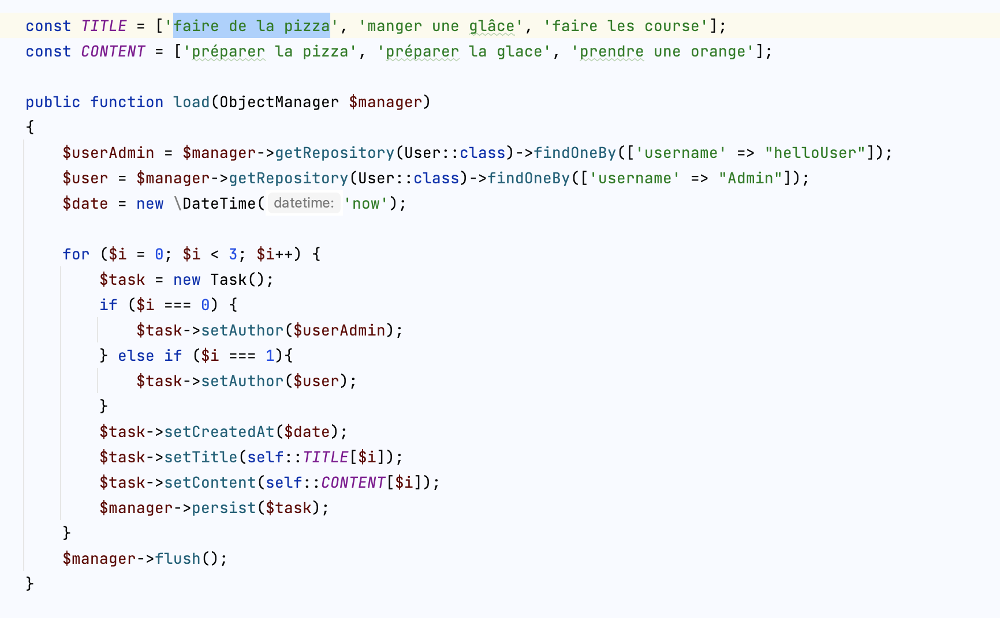 const TITLE = ['faire de la pizza', 'manger une glâce', 'faire les course'];
const CONTENT = ['préparer la pizza', 'préparer la glace', 'prendre une orange'];
public function load(ObjectManager $manager)
{
$userAdmin = $manager->getRepository(User::class)->findOneBy(['username' => "helloUser"]);
$user = $manager->getRepository(User::class)->findOneBy(['username' => "Admin"]);
$date = new \DateTime( datetime: 'now');
for ($i = 0; $i < 3; $i++) {
$task = new Task();
if ($i === 0) {
$task->setAuthor($userAdmin);
} else if ($i === 1){
$task->setAuthor($user);
}
$task->setCreatedAt($date);
$task->setTitle(self::TITLE[$i]);
$task->setContent(self::CONTENT[$i]);
$manager->persist($task);
}
$manager->flush();
}